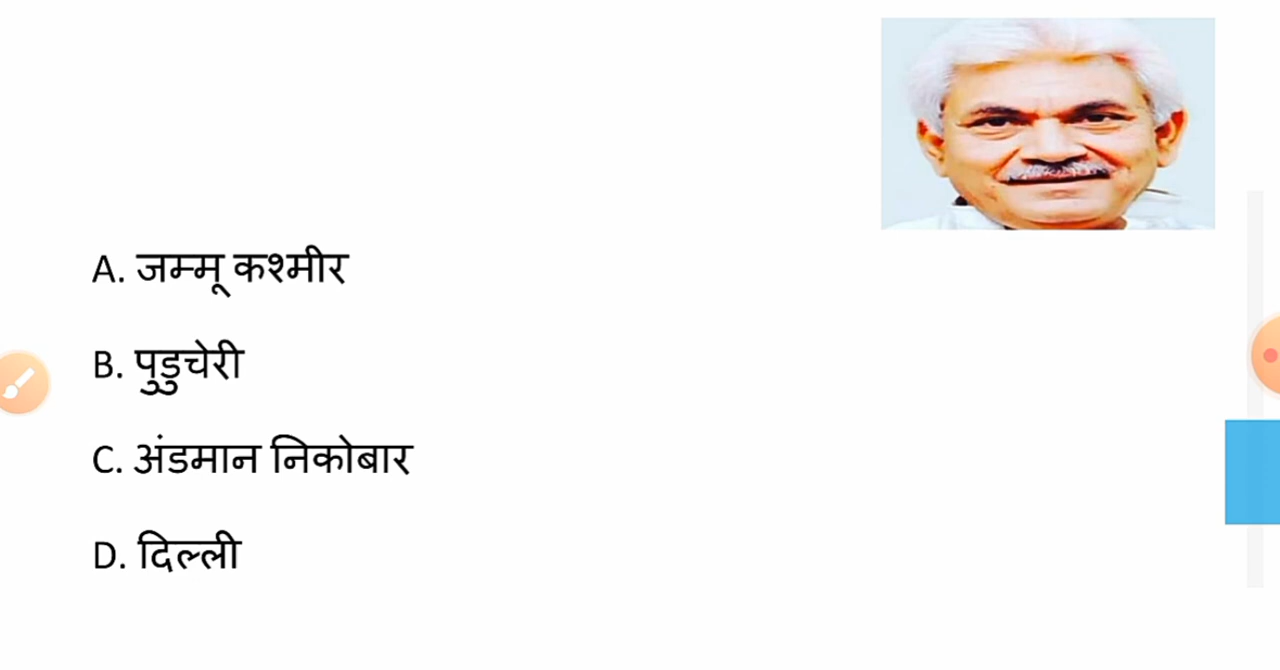 A. जम्मू कश्मीर
B. पुडुचेरी
C. अंडमान निकोबार
D. दिल्ली